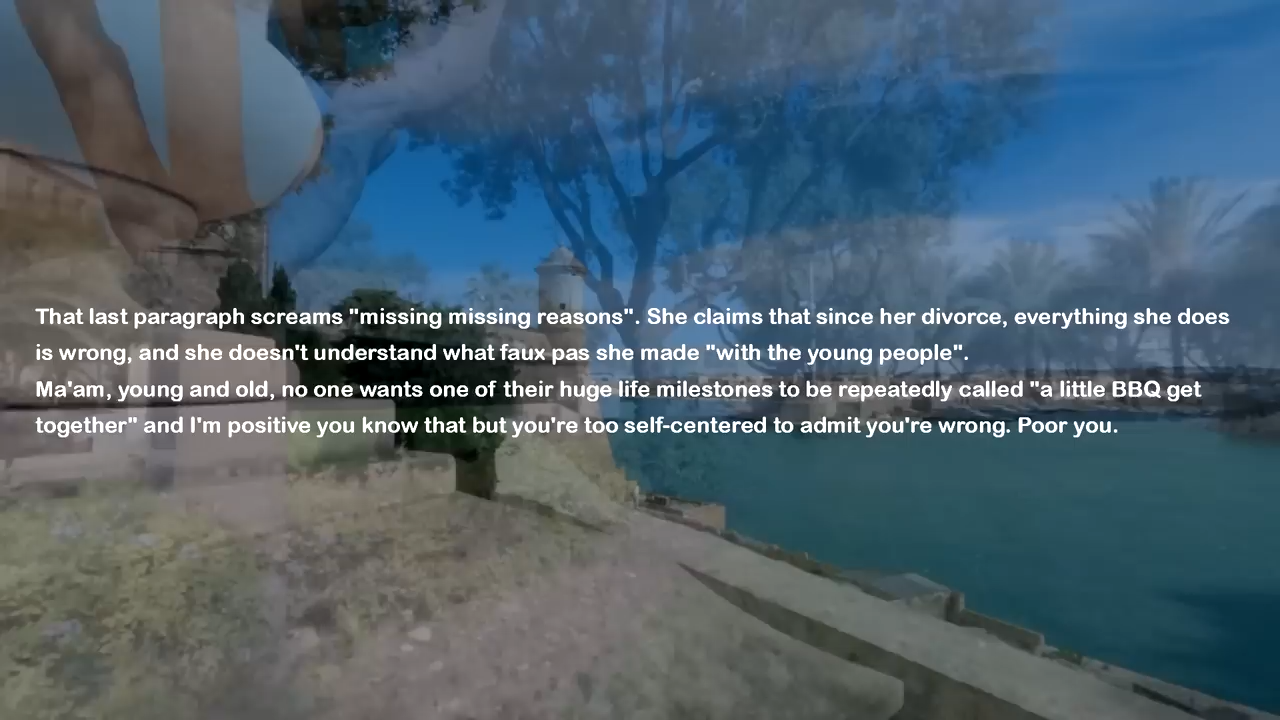 That last paragraph screams "missing missing reasons". She claims that since her divorce, everything she does
is wrong, and she doesn't understand what faux pas she made "with the young people".
Ma'am, young and old, no one wants one of their huge life milestones to be repeatedly called "a little BBQ get
together" and I'm positive you know that but you're too self-centered to admit you're wrong. Poor you.